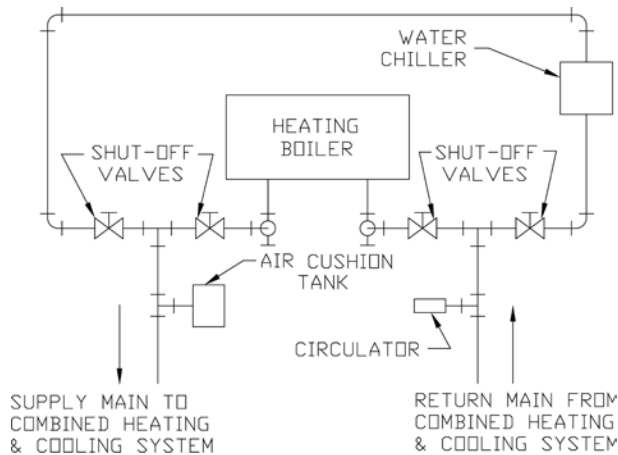 WATER
CHILLER
HEATING
BOILER
SHUT-OFF
VALVES
SHUT-OFF
VALVES
AIR CUSHION
TANK
CIRCULATOR
SUPPLY MAIN TO
COMBINED HEATING
& COOLING SYSTEM
RETURN MAIN FROM
COMBINED HEATING
& COOLING SYSTEM